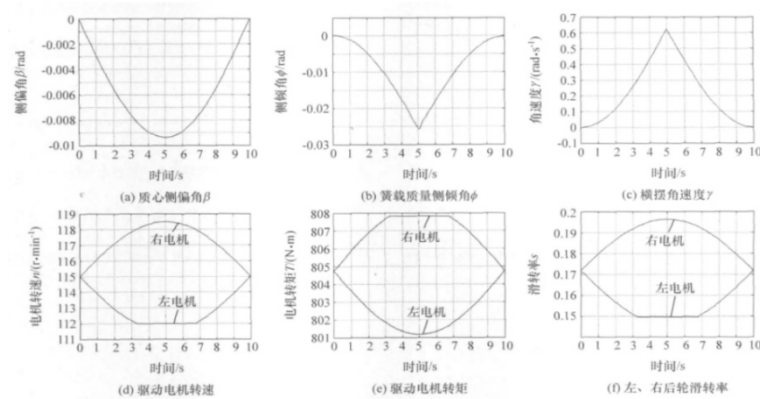 0
-0.002
-0.004
-0.006
-0.008
-0.01
侧偏角β/rad
0 1 2 3 4 5 6 7 8 9 10
时间/s
(a) 质心侧偏角β
0
-0.01
-0.02
-0.03
侧倾角ϕ/rad
0 1 2 3 4 5 6 7 8 9 10
时间/s
(b) 簧载质量侧倾角ϕ
0.7
0.6
0.5
0.4
0.3
0.2
0.1
0
-0.1
角速度γ/(rad·s⁻¹)
0 1 2 3 4 5 6 7 8 9 10
时间/s
(c) 横摆角速度γ
119
118
117
116
115
114
113
112
111
电机转速n/(r·min⁻¹)
右电机
左电机
0 1 2 3 4 5 6 7 8 9 10
时间/s
(d) 驱动电机转速
808
807
806
805
804
803
802
801
电机转矩T/(N·m)
右电机
左电机
0 1 2 3 4 5 6 7 8 9 10
时间/s
(e) 驱动电机转矩
0.2
0.19
0.18
0.17
0.16
0.15
滑转率s
右电机
左电机
0 1 2 3 4 5 6 7 8 9 10
时间/s
(f) 左、右后轮滑转率